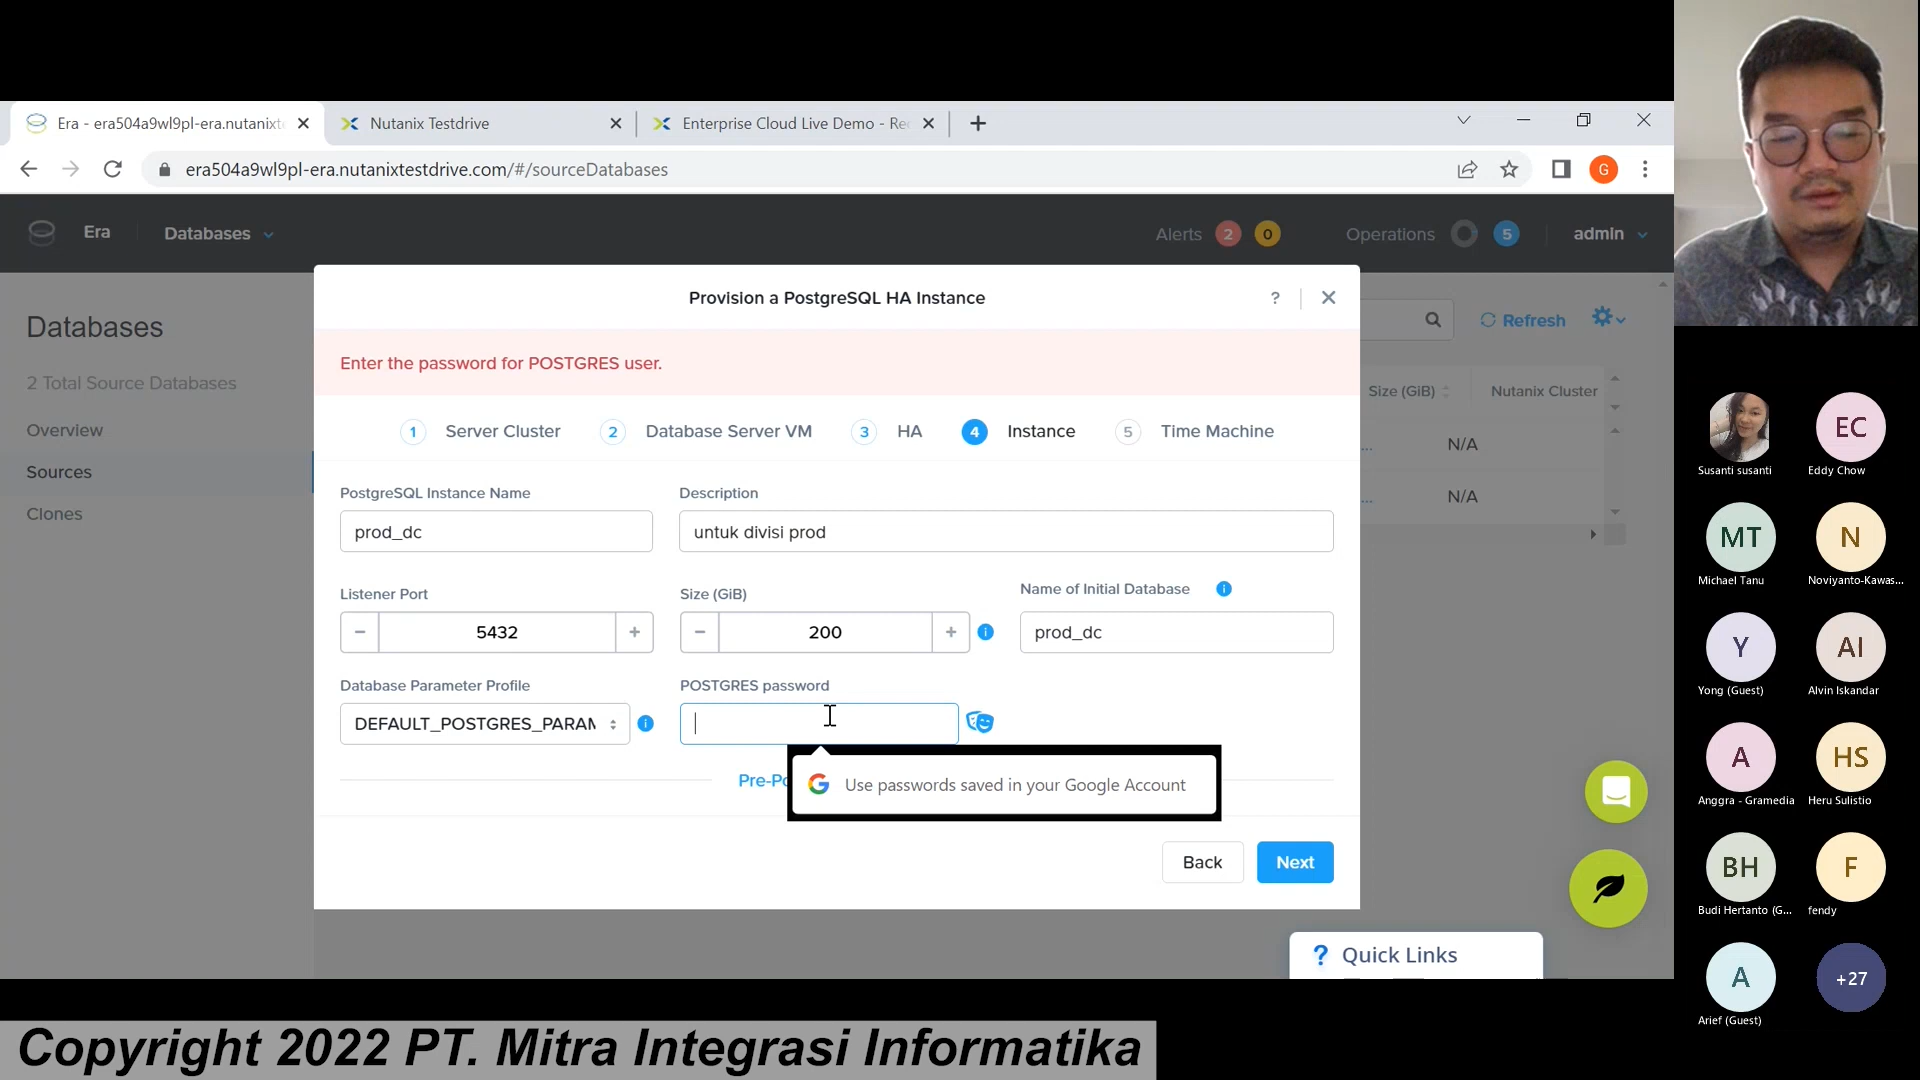 Era - era504a9wl9pl-era.nutanixte
Nutanix Testdrive
Enterprise Cloud Live Demo - Re
era504a9wl9pl-era.nutanixtestdrive.com/#/sourceDatabases
G
Era
Databases
Alerts 2 0
Operations 5
admin
Databases
2 Total Source Databases
Overview
Sources
Clones
Refresh
Size (GiB)
Nutanix Cluster
...
N/A
...
N/A
Provision a PostgreSQL HA Instance
?
Enter the password for POSTGRES user.
1 Server Cluster
2 Database Server VM
3 HA
4 Instance
5 Time Machine
PostgreSQL Instance Name
Description
prod_dc
untuk divisi prod
Listener Port
Size (GiB)
Name of Initial Database
5432
200
prod_dc
Database Parameter Profile
POSTGRES password
DEFAULT_POSTGRES_PARAM
Pre-Po
Use passwords saved in your Google Account
Back
Next
? Quick Links
Susanti susanti
EC
Eddy Chow
MT
Michael Tanu
N
Noviyanto-Kawas...
Y
Yong (Guest)
AI
Alvin Iskandar
A
Anggra - Gramedia
HS
Heru Sulistio
BH
Budi Hertanto (G...
F
fendy
A
Arief (Guest)
+27
Copyright 2022 PT. Mitra Integrasi Informatika